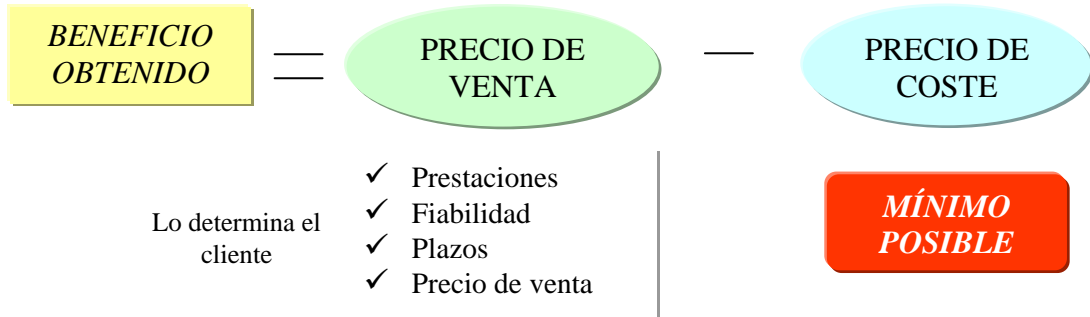 BENEFICIO
OBTENIDO
=
PRECIO DE
VENTA
—
PRECIO DE
COSTE
Lo determina el
cliente
✓ Prestaciones
✓ Fiabilidad
✓ Plazos
✓ Precio de venta
MÍNIMO
POSIBLE